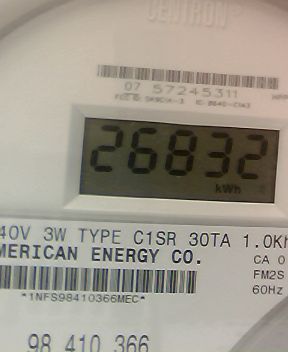 CENTRON®
07 57245311
26832
kWh
40V 3W TYPE C1SR 30TA 1.0Kh
MERICAN ENERGY CO.
CA 0
FM2S
60Hz
*1NFS98410366MEC*
98 410 366